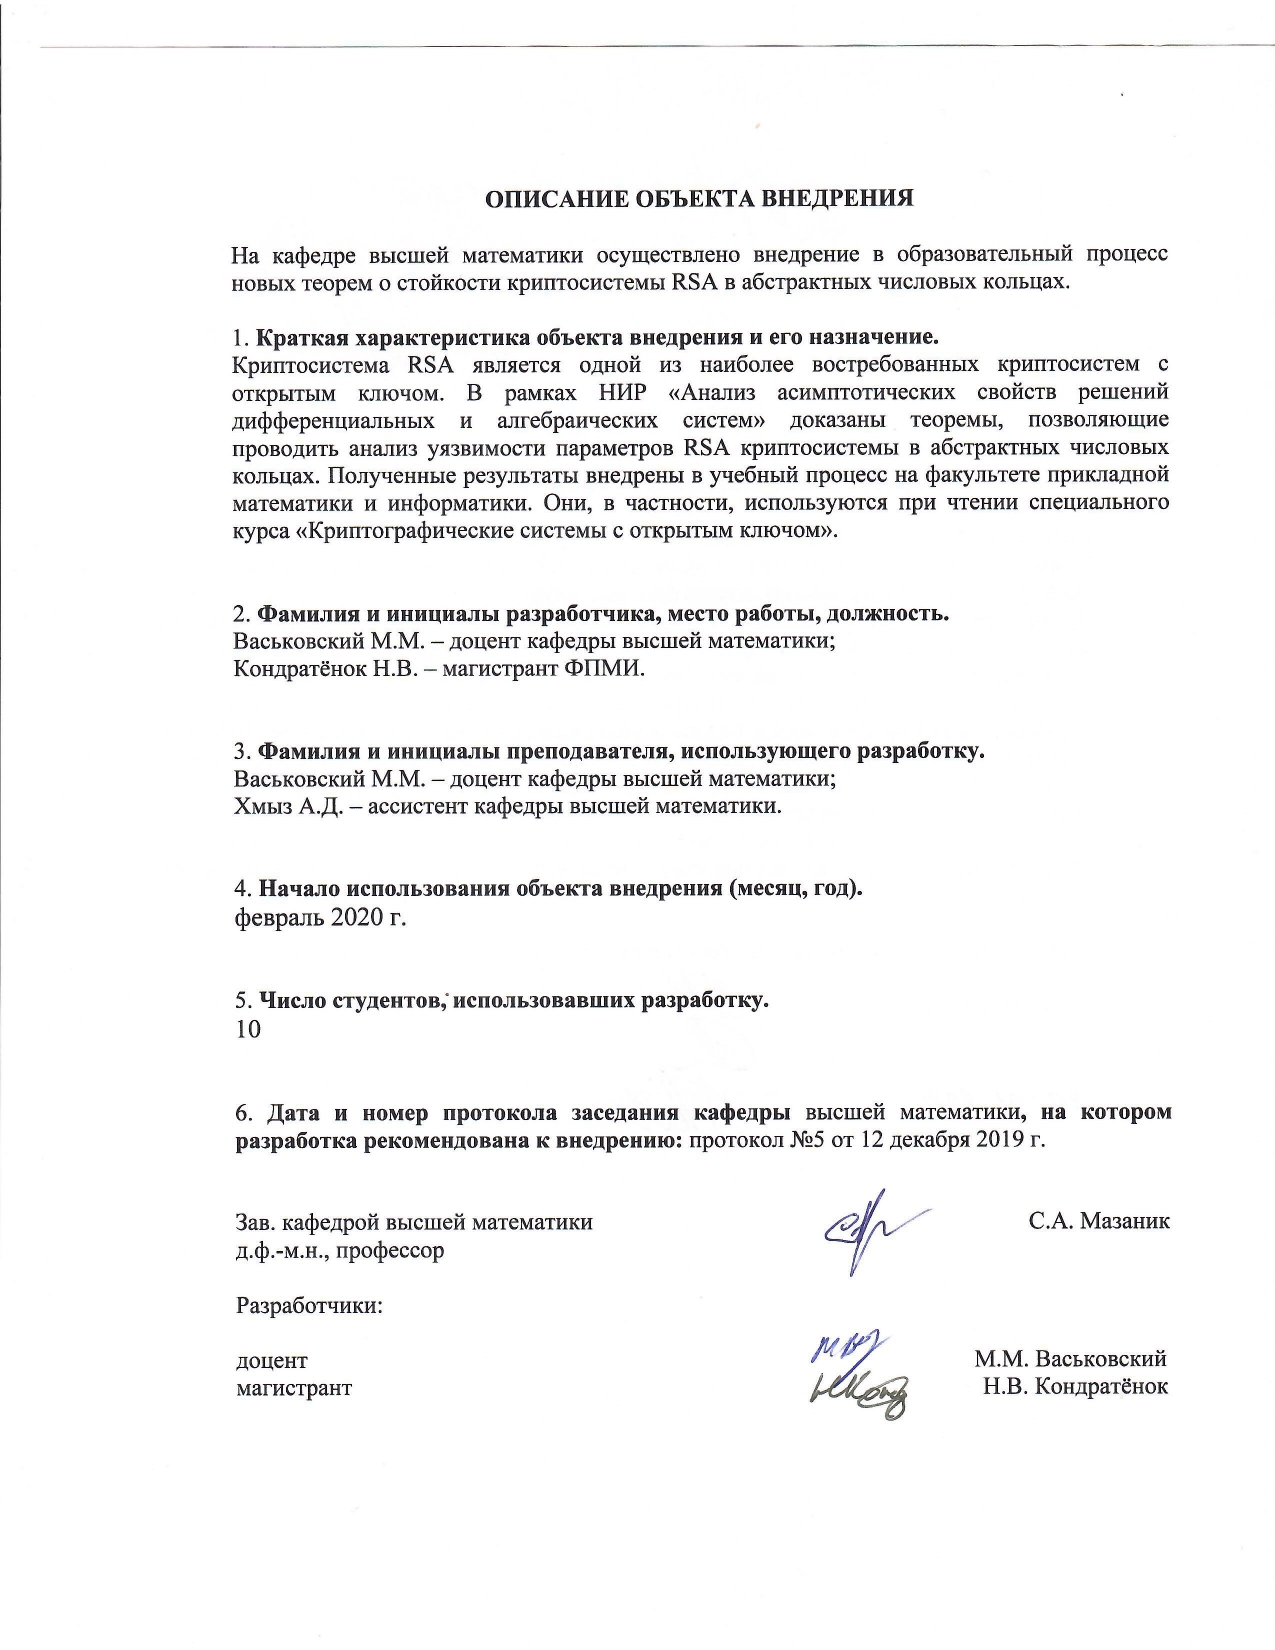 ОПИСАНИЕ ОБЪЕКТА ВНЕДРЕНИЯ
На кафедре высшей математики осуществлено внедрение в образовательный процесс
новых теорем о стойкости криптосистемы RSA в абстрактных числовых кольцах.
1. Краткая характеристика объекта внедрения и его назначение.
Криптосистема RSA является одной из наиболее востребованных криптосистем с
открытым ключом. В рамках НИР «Анализ асимптотических свойств решений
дифференциальных и алгебраических систем» доказаны теоремы, позволяющие
проводить анализ уязвимости параметров RSA криптосистемы в абстрактных числовых
кольцах. Полученные результаты внедрены в учебный процесс на факультете прикладной
математики и информатики. Они, в частности, используются при чтении специального
курса «Криптографические системы с открытым ключом».
2. Фамилия и инициалы разработчика, место работы, должность.
Васьковский М.М. – доцент кафедры высшей математики;
Кондратёнок Н.В. – магистрант ФПМИ.
3. Фамилия и инициалы преподавателя, использующего разработку.
Васьковский М.М. – доцент кафедры высшей математики;
Хмыз А.Д. – ассистент кафедры высшей математики.
4. Начало использования объекта внедрения (месяц, год).
февраль 2020 г.
5. Число студентов, использовавших разработку.
10
6. Дата и номер протокола заседания кафедры высшей математики, на котором
разработка рекомендована к внедрению: протокол №5 от 12 декабря 2019 г.
Зав. кафедрой высшей математики С.А. Мазаник
д.ф.-м.н., профессор
Разработчики:
доцент М.М. Васьковский
магистрант Н.В. Кондратёнок